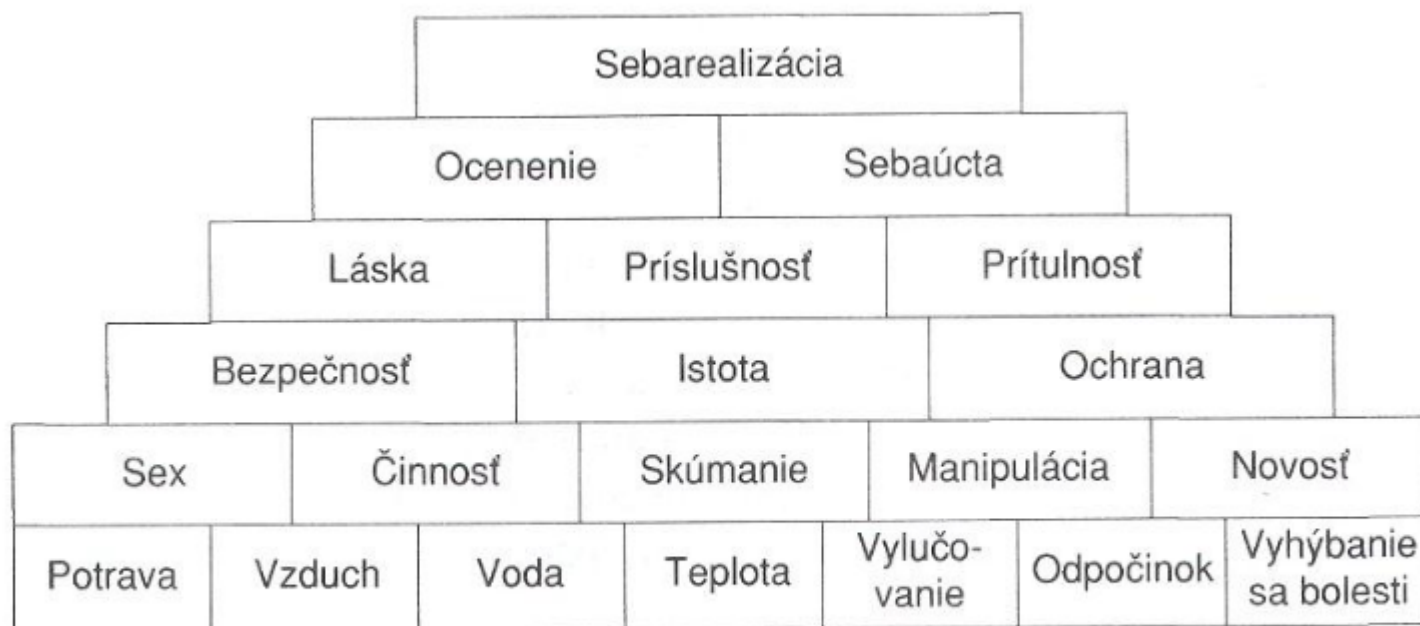 Sebarealizácia
Ocenenie Sebaúcta
Láska Príslušnosť Prítulnosť
Bezpečnosť Istota Ochrana
Sex Činnosť Skúmanie Manipulácia Novosť
Potrava Vzduch Voda Teplota Vylučo-
vanie Odpočinok Vyhýbanie
sa bolesti